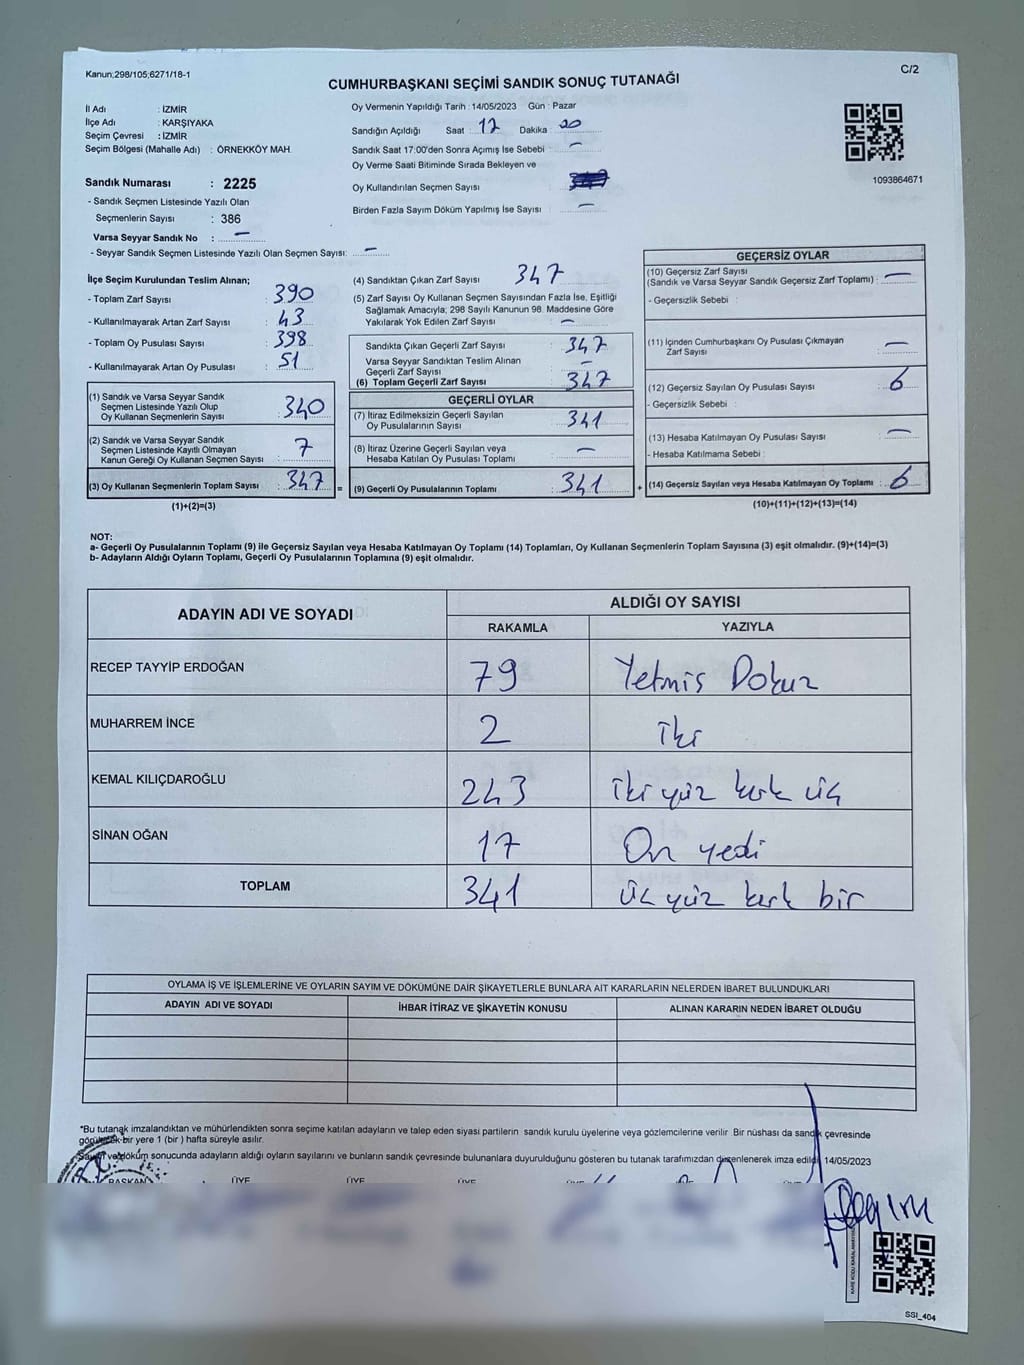 Kanun;298/105;6271/18-1
C/2
CUMHURBAŞKANI SEÇİMİ SANDIK SONUÇ TUTANAĞI
İl Adı : İZMİR
İlçe Adı : KARŞIYAKA
Seçim Çevresi : İZMİR
Seçim Bölgesi (Mahalle Adı) : ÖRNEKKÖY MAH.
Sandık Numarası : 2225
- Sandık Seçmen Listesinde Yazılı Olan
Seçmenlerin Sayısı : 386
Varsa Seyyar Sandık No : —
- Seyyar Sandık Seçmen Listesinde Yazılı Olan Seçmen Sayısı: —
Oy Vermenin Yapıldığı Tarih : 14/05/2023 Gün : Pazar
Sandığın Açıldığı Saat : 17 Dakika : 20
Sandık Saat 17:00'den Sonra Açımış İse Sebebi : —
Oy Verme Saati Bitiminde Sırada Bekleyen ve
Oy Kullandırılan Seçmen Sayısı
Birden Fazla Sayım Döküm Yapılmış İse Sayısı : —
1093864671
İlçe Seçim Kurulundan Teslim Alınan;
- Toplam Zarf Sayısı : 390
- Kullanılmayarak Artan Zarf Sayısı : 43
- Toplam Oy Pusulası Sayısı : 398
- Kullanılmayarak Artan Oy Pusulası : 51
(1) Sandık ve Varsa Seyyar Sandık
Seçmen Listesinde Yazılı Olup
Oy Kullanan Seçmenlerin Sayısı : 340
(2) Sandık ve Varsa Seyyar Sandık
Seçmen Listesinde Kayıtlı Olmayan
Kanun Gereği Oy Kullanan Seçmen Sayısı : 7
(3) Oy Kullanan Seçmenlerin Toplam Sayısı : 347 =
(1)+(2)=(3)
(4) Sandıktan Çıkan Zarf Sayısı : 347
(5) Zarf Sayısı Oy Kullanan Seçmen Sayısından Fazla İse, Eşitliği
Sağlamak Amacıyla; 298 Sayılı Kanunun 98. Maddesine Göre
Yakılarak Yok Edilen Zarf Sayısı : —
Sandıkta Çıkan Geçerli Zarf Sayısı : 347
Varsa Seyyar Sandıktan Teslim Alınan
Geçerli Zarf Sayısı : —
(6) Toplam Geçerli Zarf Sayısı : 347
GEÇERLİ OYLAR
(7) İtiraz Edilmeksizin Geçerli Sayılan
Oy Pusulalarının Sayısı : 341
(8) İtiraz Üzerine Geçerli Sayılan veya
Hesaba Katılan Oy Pusulası Toplamı : —
(9) Geçerli Oy Pusulalarının Toplamı : 341 +
GEÇERSİZ OYLAR
(10) Geçersiz Zarf Sayısı
(Sandık ve Varsa Seyyar Sandık Geçersiz Zarf Toplamı) : —
- Geçersizlik Sebebi :
(11) İçinden Cumhurbaşkanı Oy Pusulası Çıkmayan
Zarf Sayısı : —
(12) Geçersiz Sayılan Oy Pusulası Sayısı : 6
- Geçersizlik Sebebi :
(13) Hesaba Katılmayan Oy Pusulası Sayısı : —
- Hesaba Katılmama Sebebi :
(14) Geçersiz Sayılan veya Hesaba Katılmayan Oy Toplamı : 6
(10)+(11)+(12)+(13)=(14)
NOT:
a- Geçerli Oy Pusulalarının Toplamı (9) ile Geçersiz Sayılan veya Hesaba Katılmayan Oy Toplamı (14) Toplamları, Oy Kullanan Seçmenlerin Toplam Sayısına (3) eşit olmalıdır. (9)+(14)=(3)
b- Adayların Aldığı Oyların Toplamı, Geçerli Oy Pusulalarının Toplamına (9) eşit olmalıdır.
ADAYIN ADI VE SOYADI
ALDIĞI OY SAYISI
RAKAMLA YAZIYLA
RECEP TAYYİP ERDOĞAN 79 Yetmis Dokuz
MUHARREM İNCE 2 iki
KEMAL KILIÇDAROĞLU 243 iki yüz kırk üç
SİNAN OĞAN 17 On yedi
TOPLAM 341 üç yüz kırk bir
OYLAMA İŞ VE İŞLEMLERİNE VE OYLARIN SAYIM VE DÖKÜMÜNE DAİR ŞİKAYETLERLE BUNLARA AİT KARARLARIN NELERDEN İBARET BULUNDUKLARI
ADAYIN ADI VE SOYADI İHBAR İTİRAZ VE ŞİKAYETİN KONUSU ALINAN KARARIN NEDEN İBARET OLDUĞU
*Bu tutanak imzalandıktan ve mühürlendikten sonra seçime katılan adayların ve talep eden siyasi partilerin sandık kurulu üyelerine veya gözlemcilerine verilir. Bir nüshası da sandık çevresinde
görülecek bir yere 1 (bir ) hafta süreyle asılır.
Sayım ve döküm sonucunda adayların aldığı oyların sayılarını ve bunların sandık çevresinde bulunanlara duyurulduğunu gösteren bu tutanak tarafımızdan düzenlenerek imza edildi. 14/05/2023
BAŞKAN ÜYE ÜYE ÜYE ÜYE ÜYE ÜYE
SSI_404